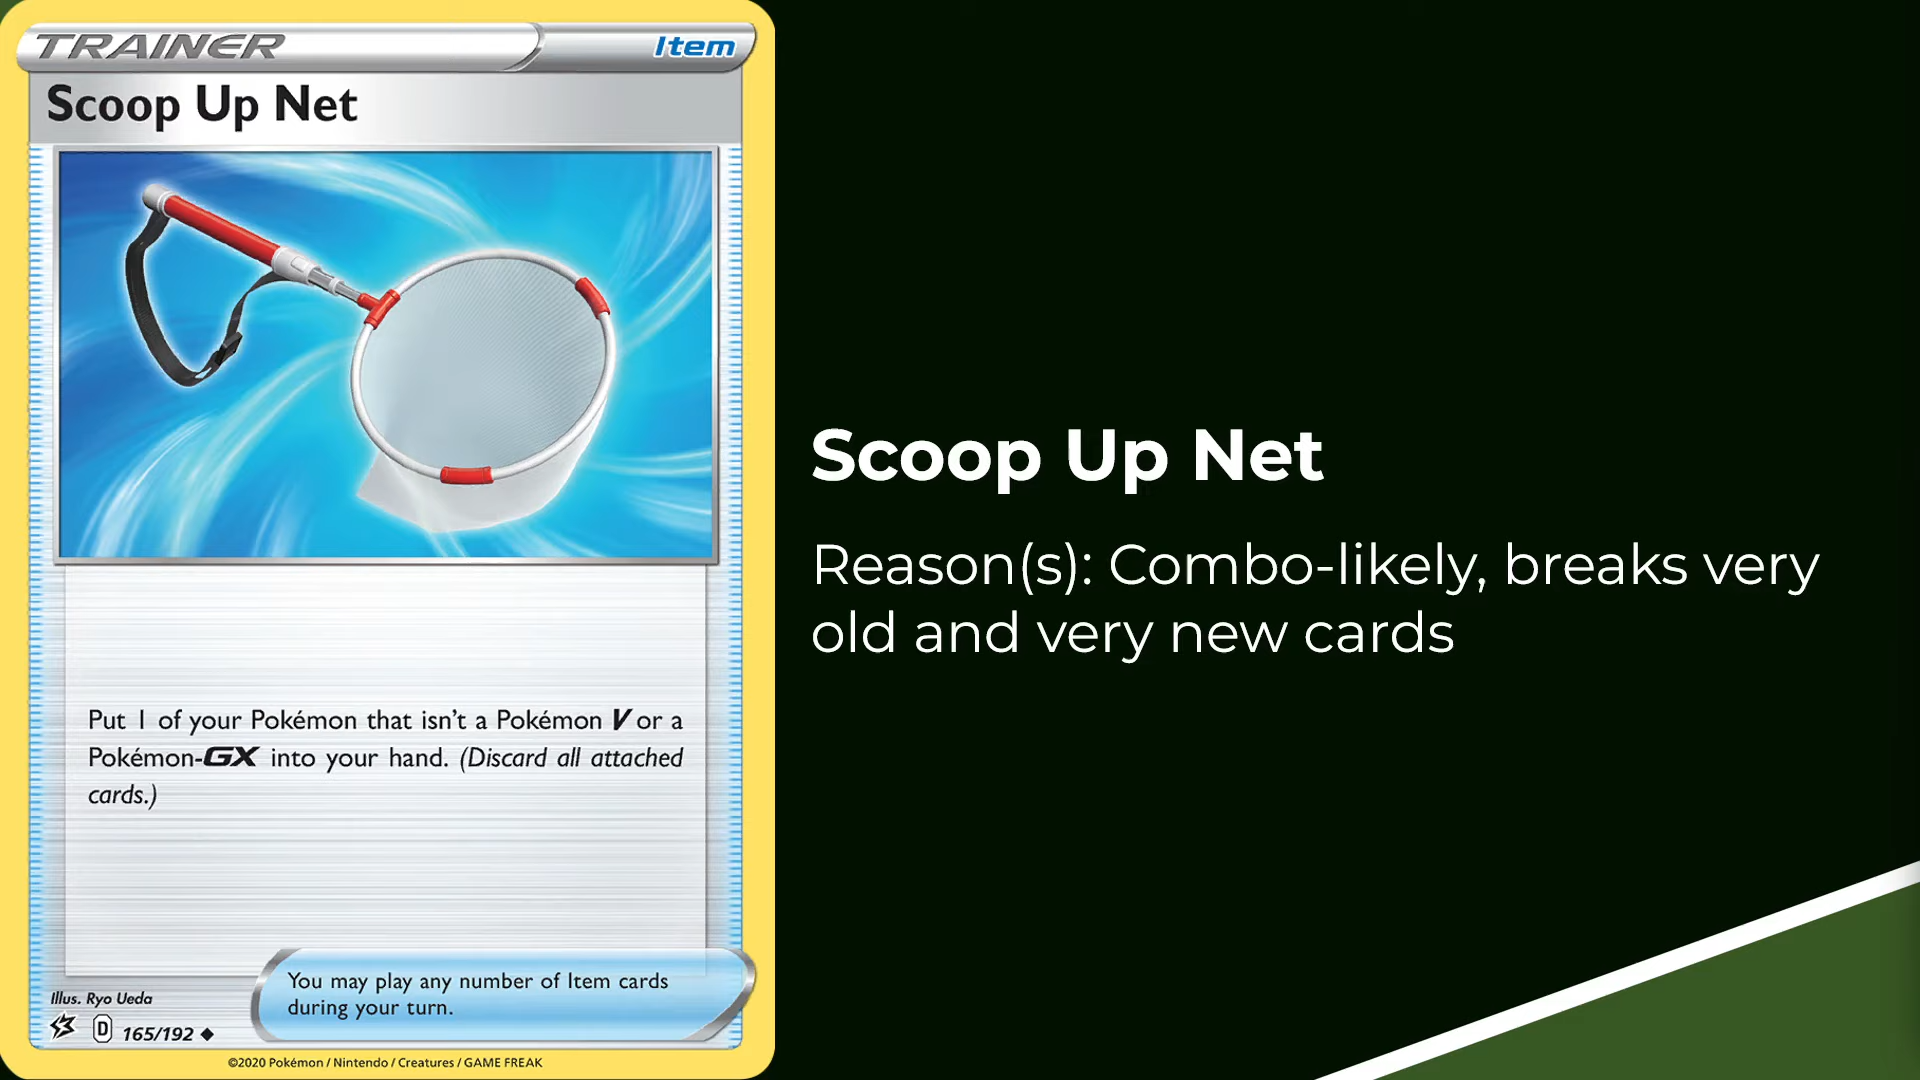 TRAINER
Item
Scoop Up Net
Put 1 of your Pokémon that isn't a Pokémon V or a
Pokémon-GX into your hand. (Discard all attached
cards.)
You may play any number of Item cards
during your turn.
Illus. Ryo Ueda
D 165/192
©2020 Pokémon / Nintendo / Creatures / GAME FREAK
Scoop Up Net
Reason(s): Combo-likely, breaks very
old and very new cards